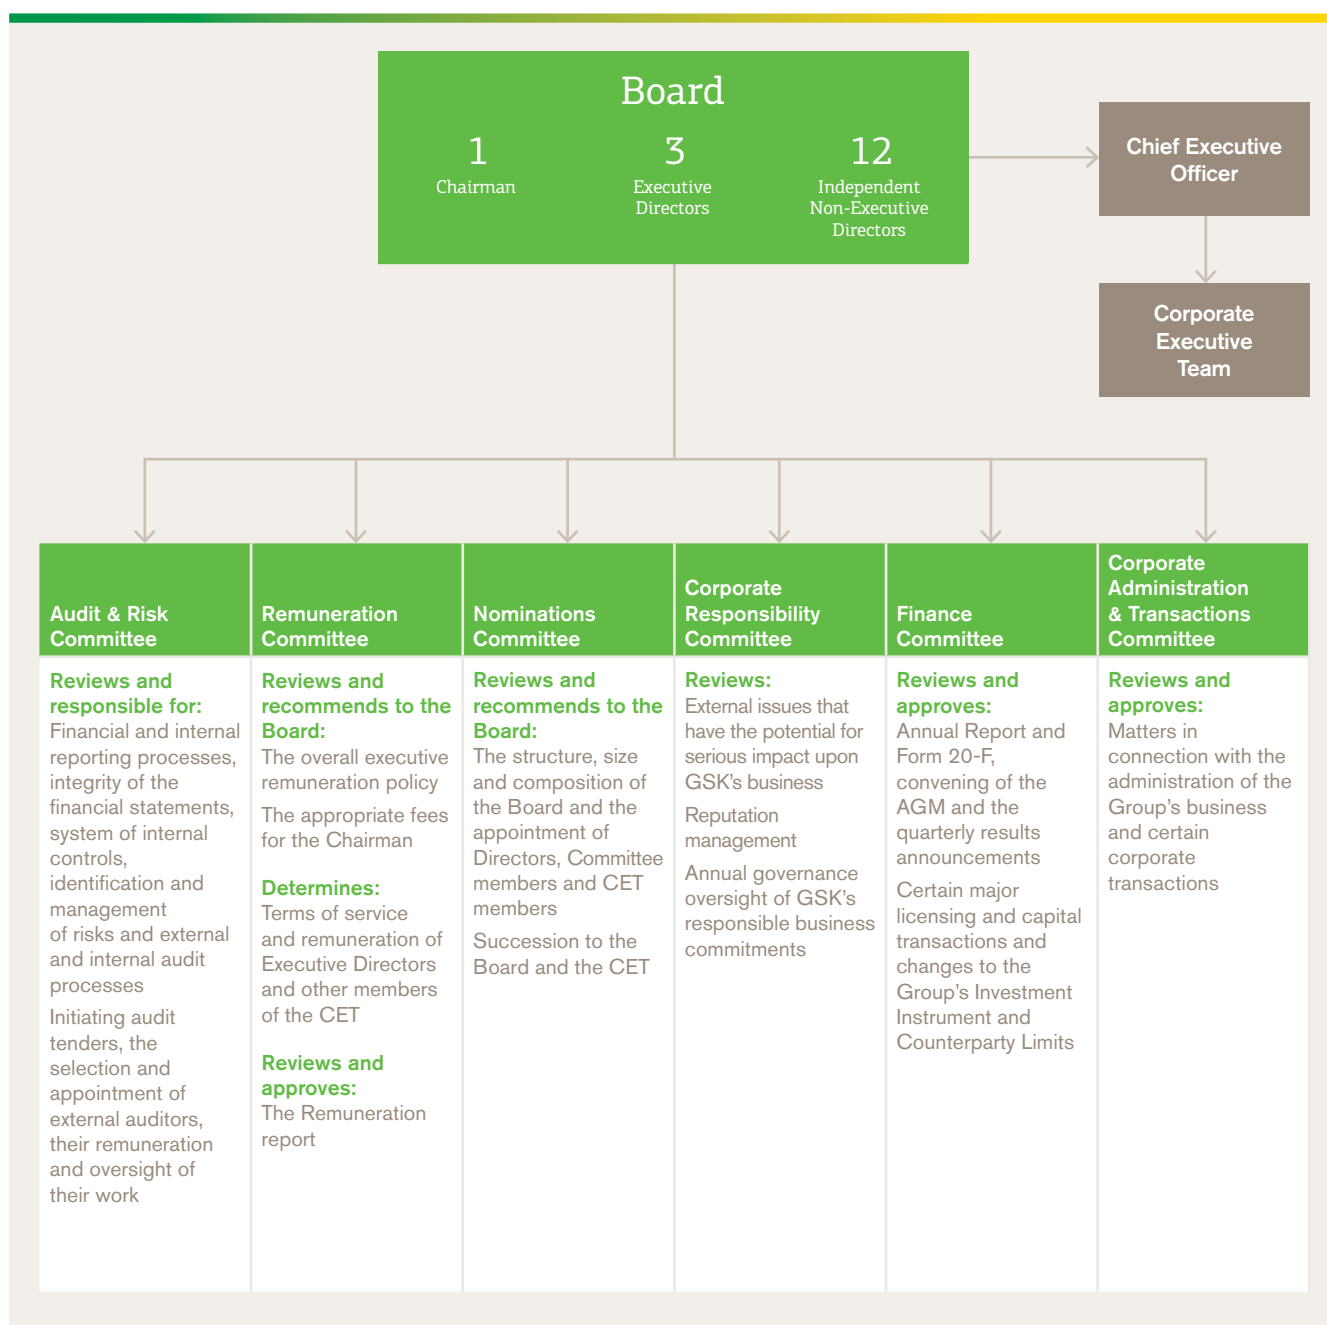 Board
1
Chairman
3
Executive
Directors
12
Independent
Non-Executive
Directors
Chief Executive
Officer
Corporate
Executive
Team
Audit & Risk
Committee
Reviews and
responsible for:
Financial and internal
reporting processes,
integrity of the
financial statements,
system of internal
controls,
identification and
management
of risks and external
and internal audit
processes
Initiating audit
tenders, the
selection and
appointment of
external auditors,
their remuneration
and oversight of
their work
Remuneration
Committee
Reviews and
recommends to the
Board:
The overall executive
remuneration policy
The appropriate fees
for the Chairman
Determines:
Terms of service
and remuneration of
Executive Directors
and other members
of the CET
Reviews and
approves:
The Remuneration
report
Nominations
Committee
Reviews and
recommends to the
Board:
The structure, size
and composition of
the Board and the
appointment of
Directors, Committee
members and CET
members
Succession to the
Board and the CET
Corporate
Responsibility
Committee
Reviews:
External issues that
have the potential for
serious impact upon
GSK's business
Reputation
management
Annual governance
oversight of GSK's
responsible business
commitments
Finance
Committee
Reviews and
approves:
Annual Report and
Form 20-F,
convening of the
AGM and the
quarterly results
announcements
Certain major
licensing and capital
transactions and
changes to the
Group's Investment
Instrument and
Counterparty Limits
Corporate
Administration
& Transactions
Committee
Reviews and
approves:
Matters in
connection with the
administration of the
Group's business
and certain
corporate
transactions